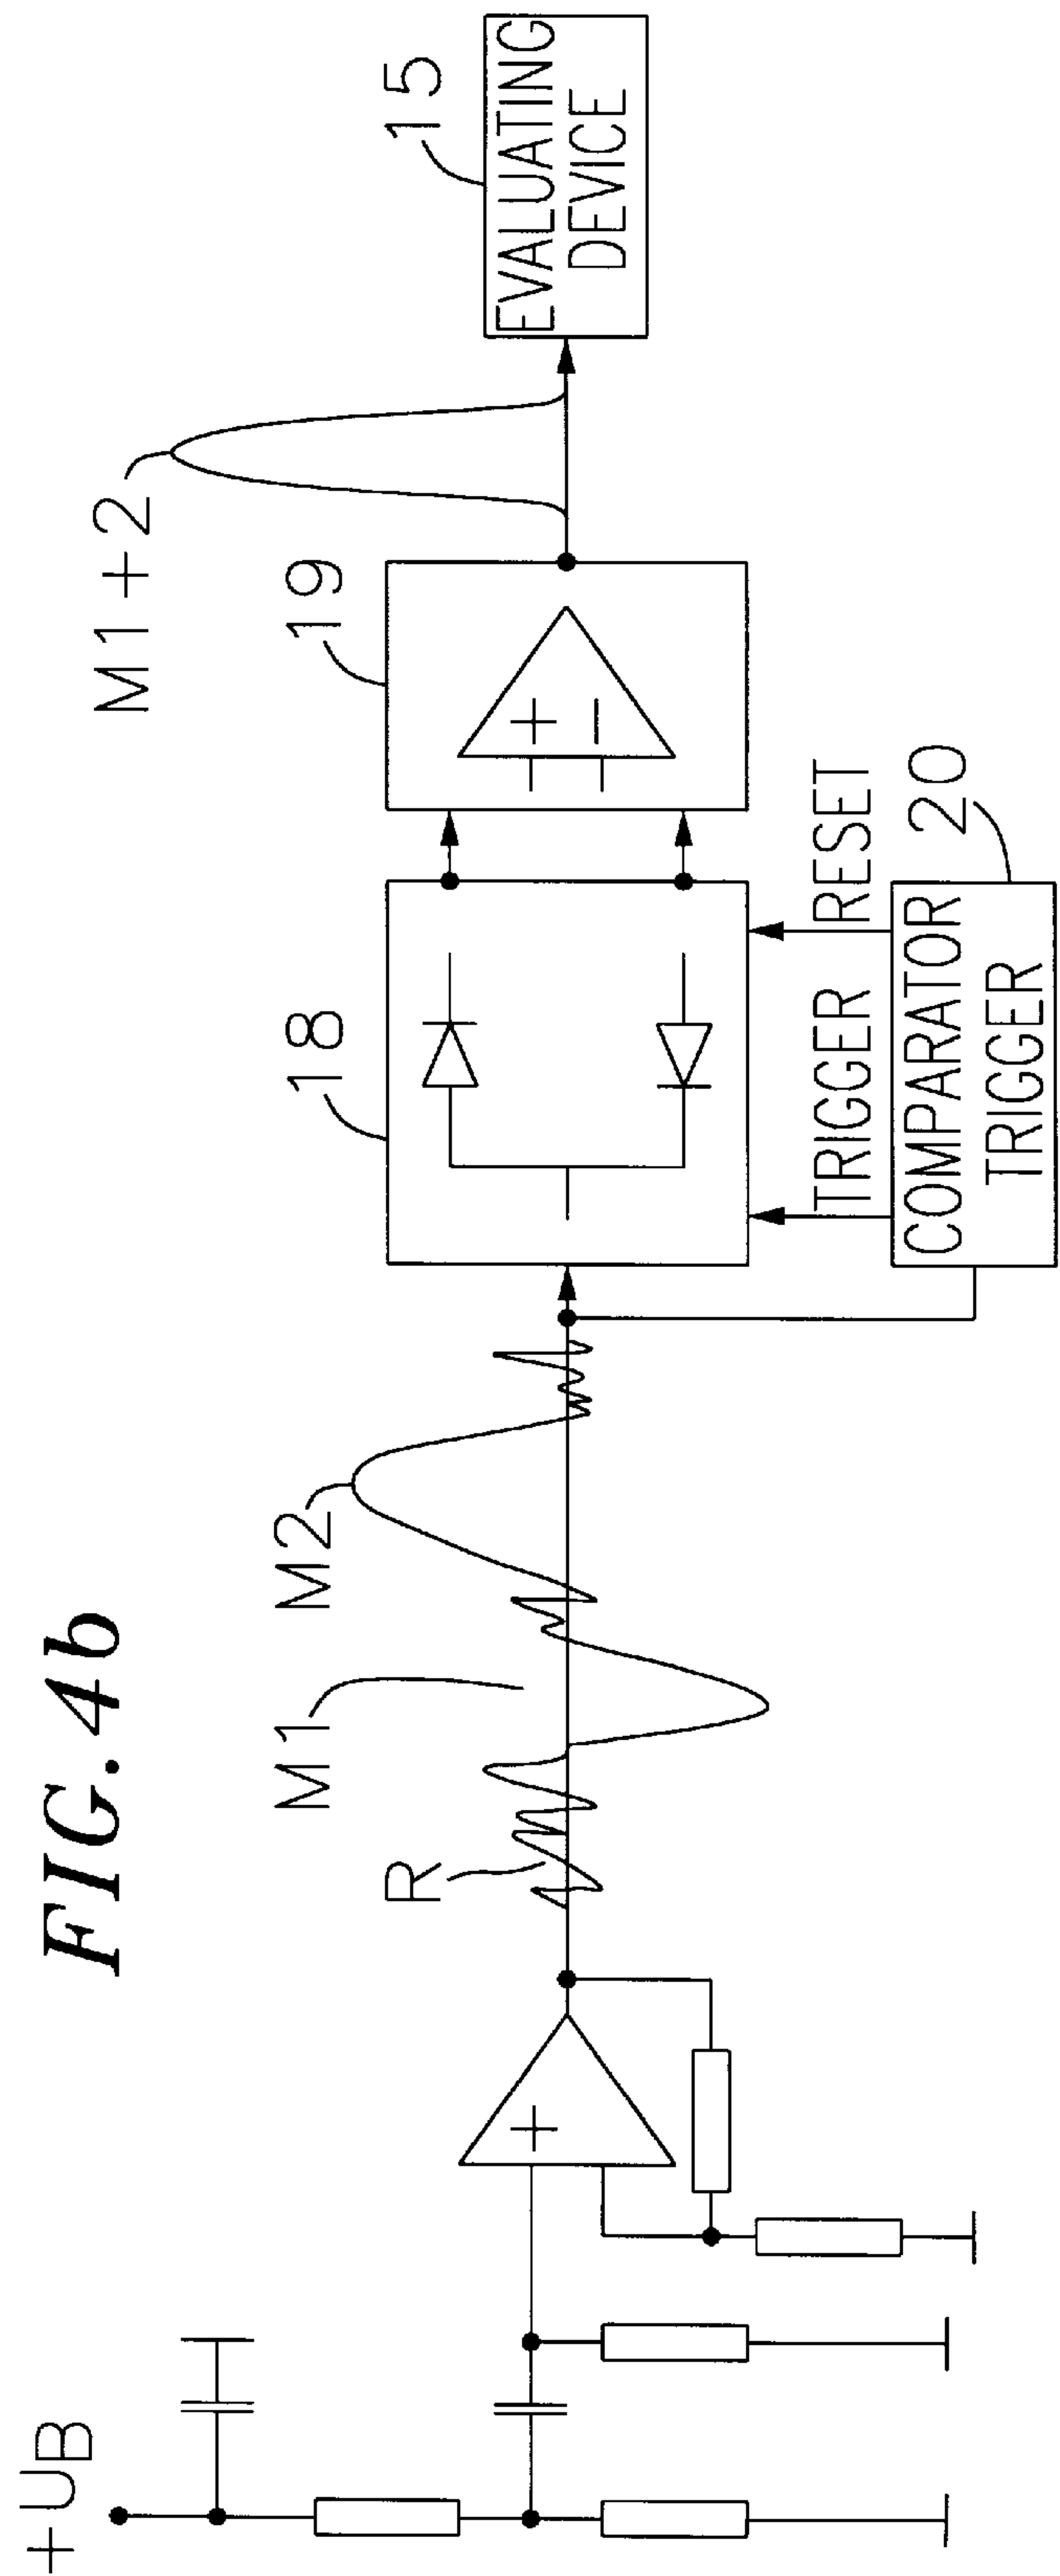 FIG.4b
+UB
R
M1
M2
18
19
M1+2
15
EVALUATING
DEVICE
TRIGGER
RESET
20
COMPARATOR
TRIGGER
+
+
−